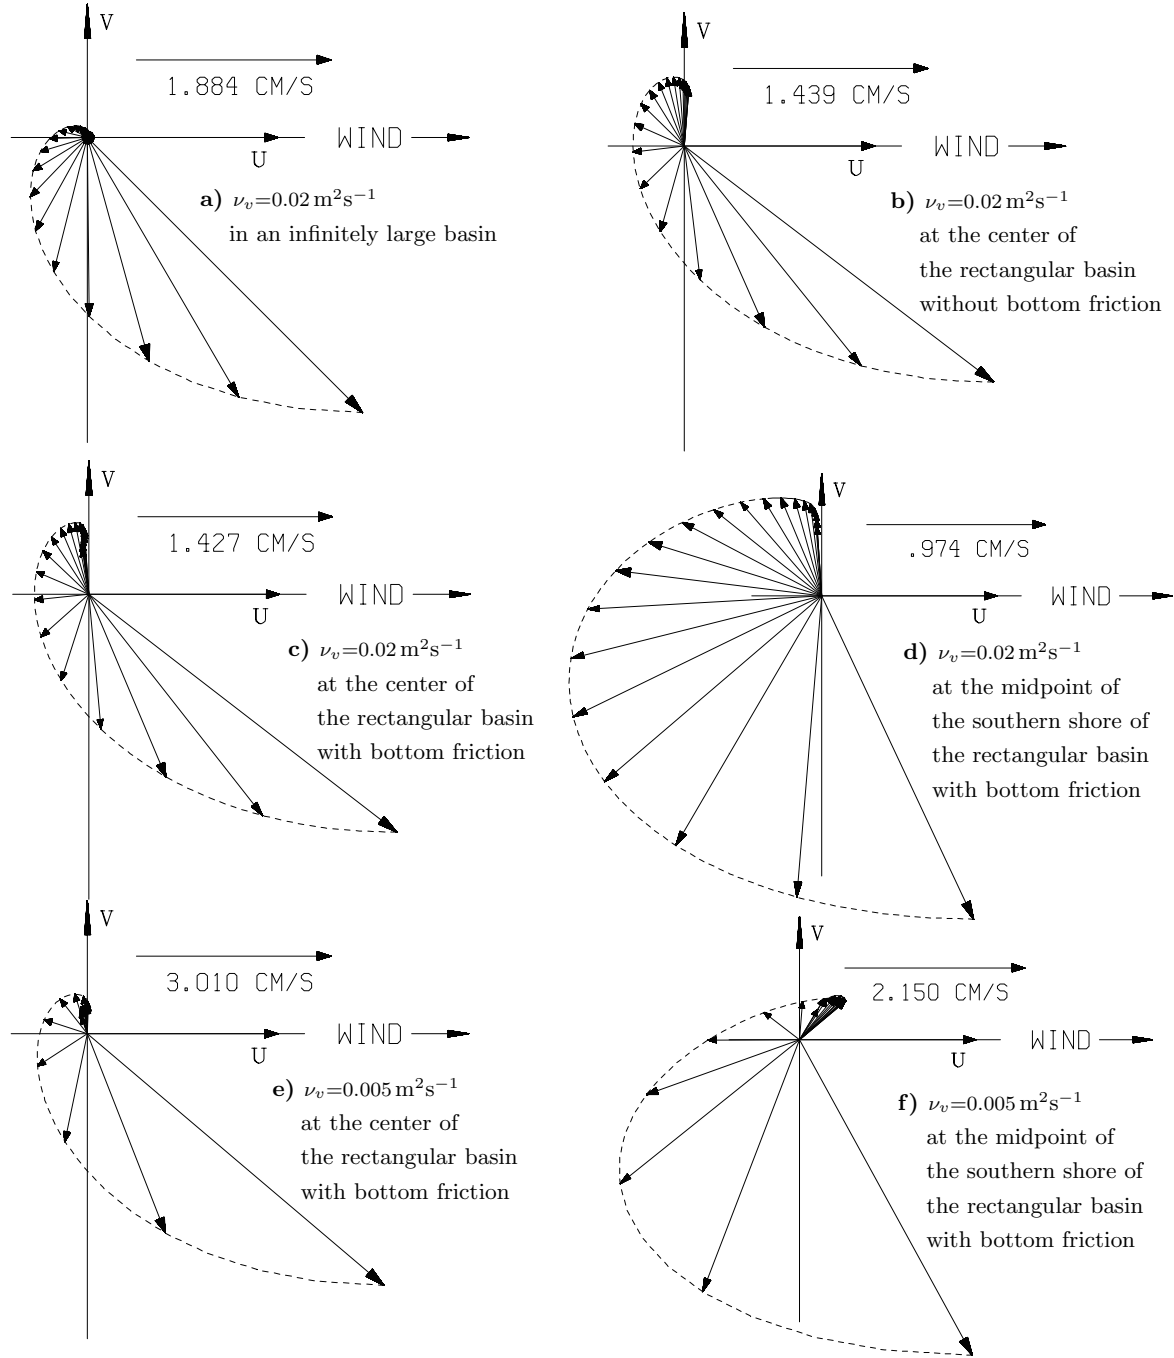 V
1.884 CM/S
WIND
U
a) νᵥ=0.02 m²s⁻¹
in an infinitely large basin
V
1.439 CM/S
WIND
U
b) νᵥ=0.02 m²s⁻¹
at the center of
the rectangular basin
without bottom friction
V
1.427 CM/S
WIND
U
c) νᵥ=0.02 m²s⁻¹
at the center of
the rectangular basin
with bottom friction
V
.974 CM/S
WIND
U
d) νᵥ=0.02 m²s⁻¹
at the midpoint of
the southern shore of
the rectangular basin
with bottom friction
V
3.010 CM/S
WIND
U
e) νᵥ=0.005 m²s⁻¹
at the center of
the rectangular basin
with bottom friction
V
2.150 CM/S
WIND
U
f) νᵥ=0.005 m²s⁻¹
at the midpoint of
the southern shore of
the rectangular basin
with bottom friction